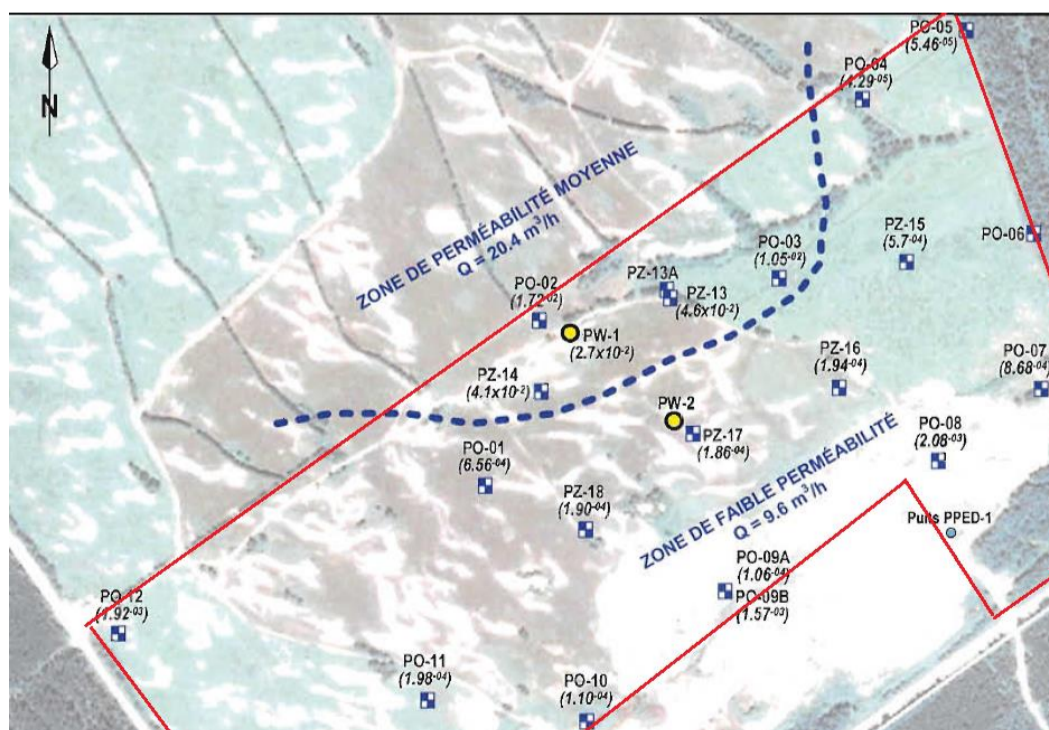 N
PO-05
(5.46-05)
PO-04
(4.29-05)
ZONE DE PERMÉABILITÉ MOYENNE
Q = 20.4 m³/h
PZ-15
(5.7-04)
PO-06
PO-03
(1.05-02)
PZ-13A
PZ-13
(4.6x10-2)
PO-02
(1.72-02)
PW-1
(2.7x10-2)
PZ-14
(4.1x10-2)
PZ-16
(1.94-04)
PO-07
(8.68-04)
PW-2
PZ-17
(1.86-04)
PO-08
(2.08-03)
PO-01
(6.56-04)
PZ-18
(1.90-04)
ZONE DE FAIBLE PERMÉABILITÉ
Q = 9.6 m³/h
Puits PPED-1
PO-09A
(1.06-04)
PO-09B
(1.57-03)
PO-12
(1.92-03)
PO-11
(1.98-04)
PO-10
(1.10-04)